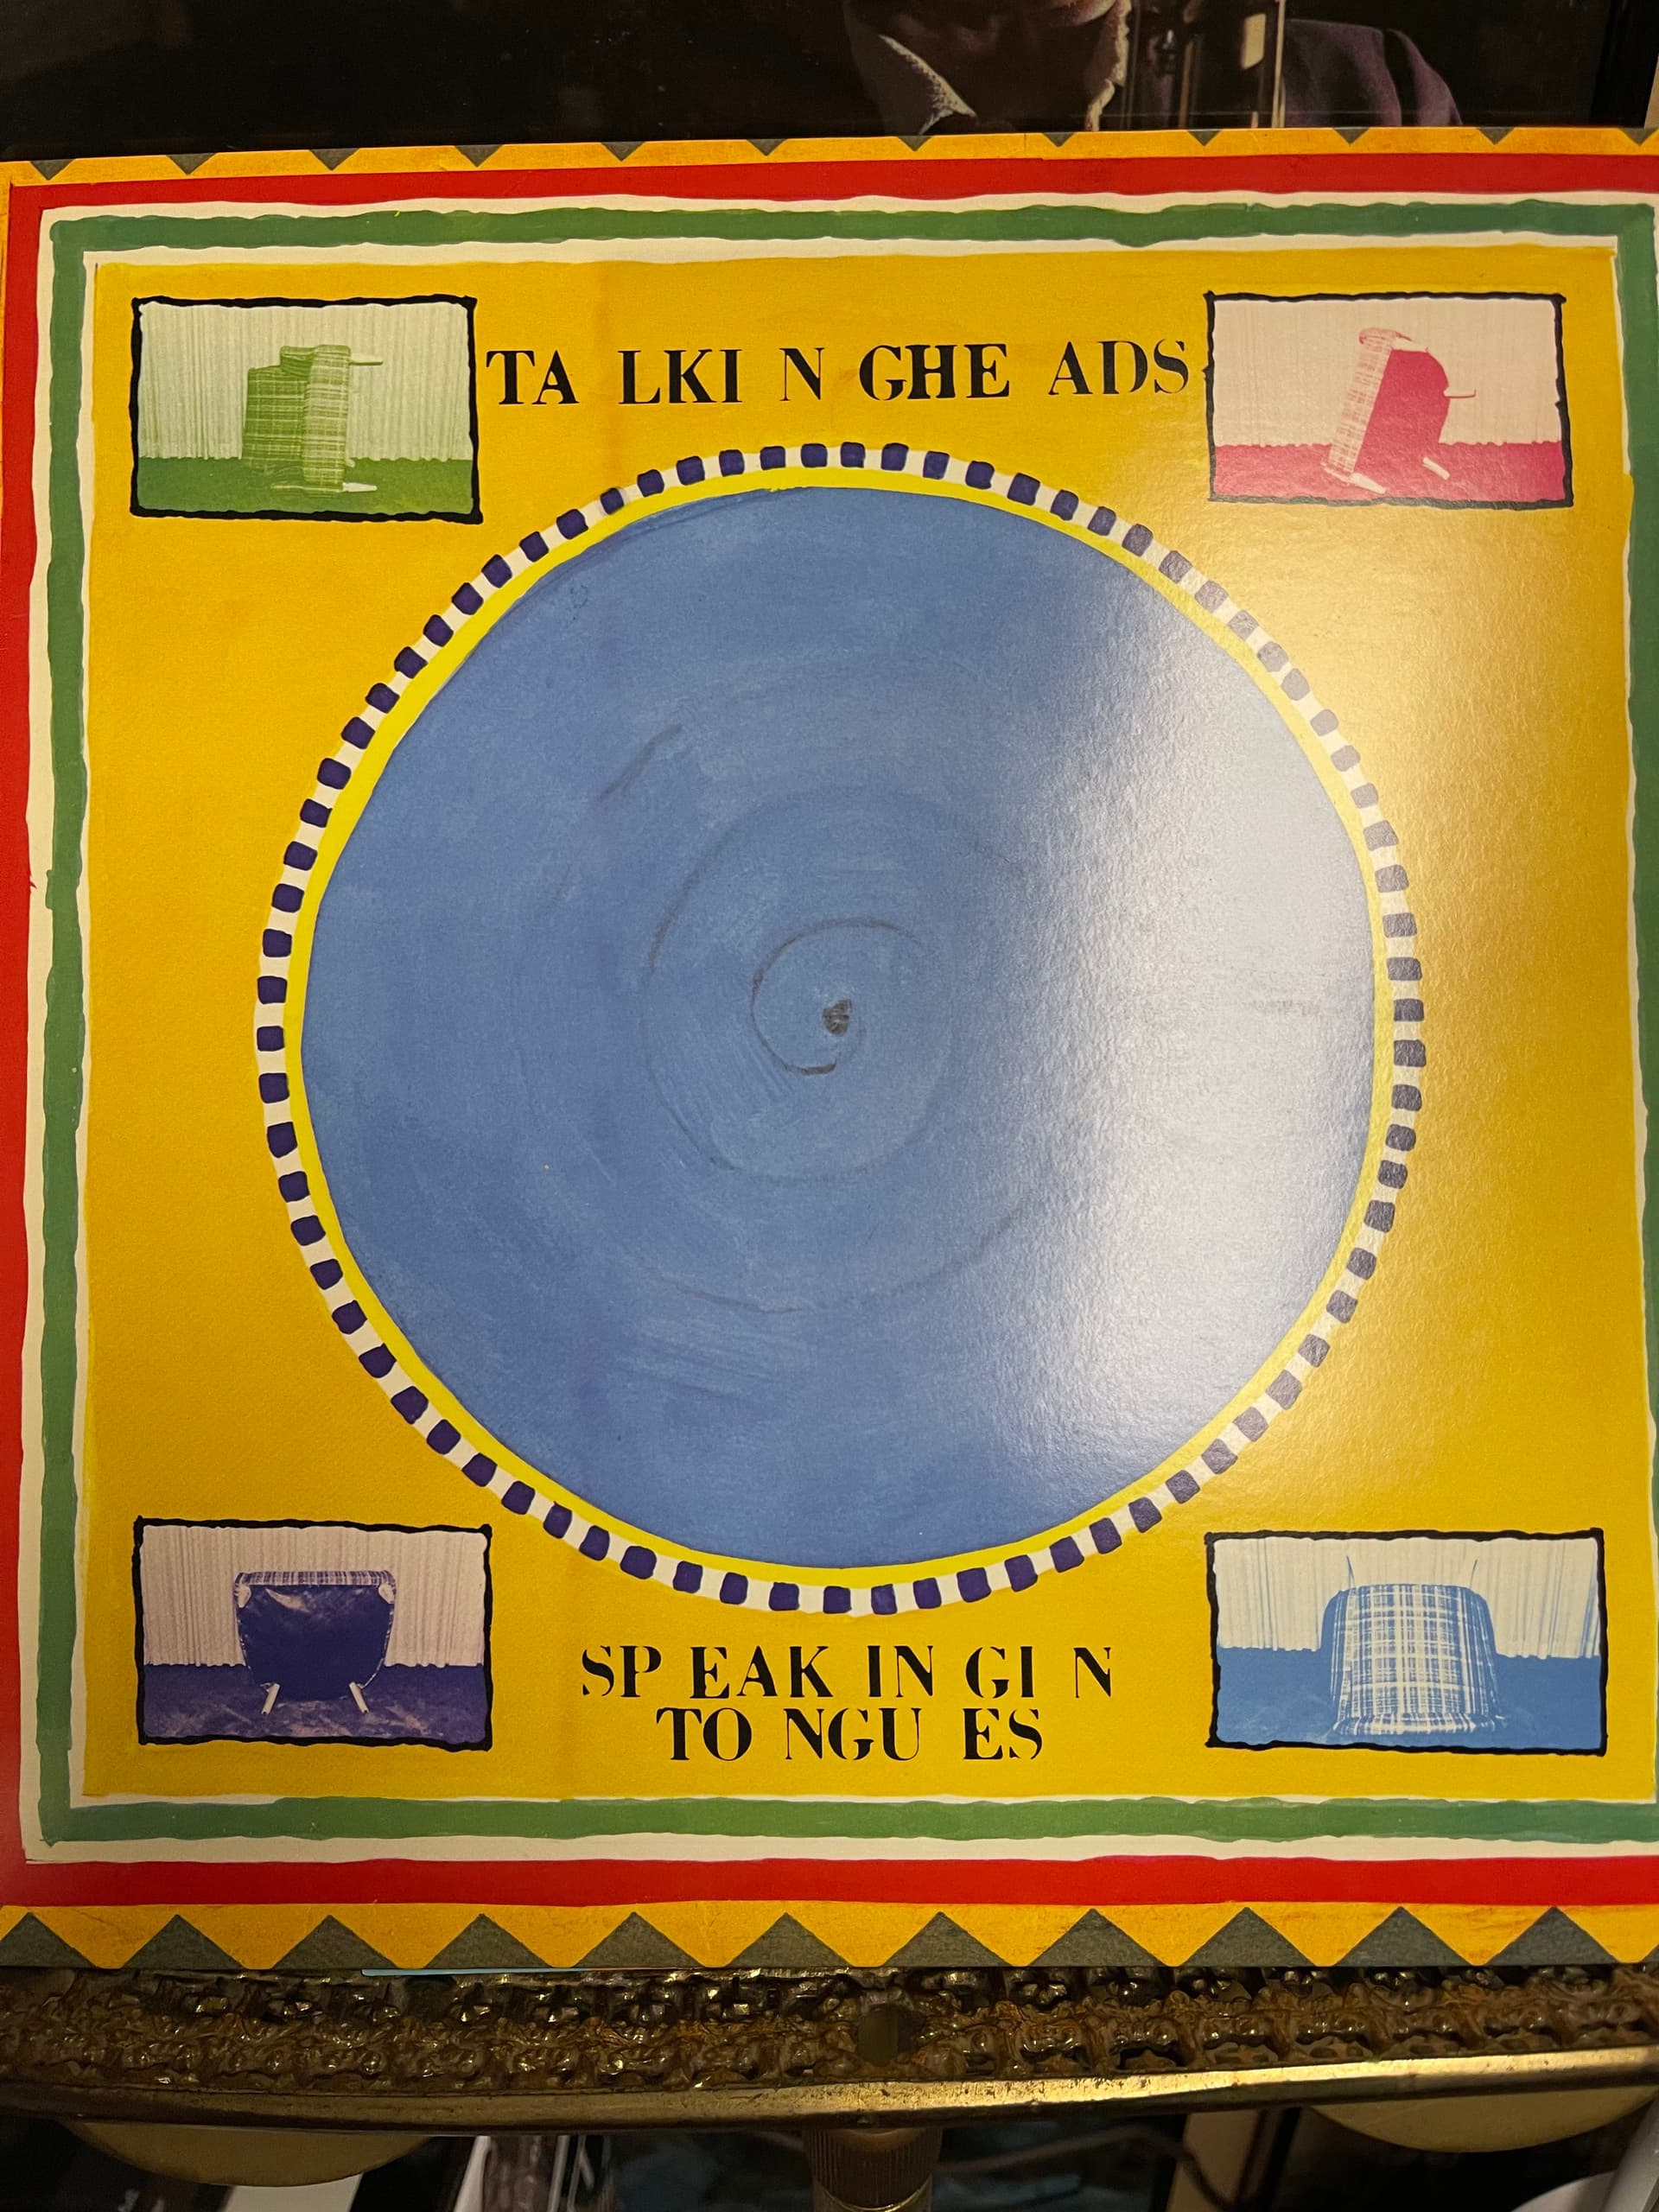 TA LKI N GHE ADS
SP EAK IN GI N
TO NGU ES